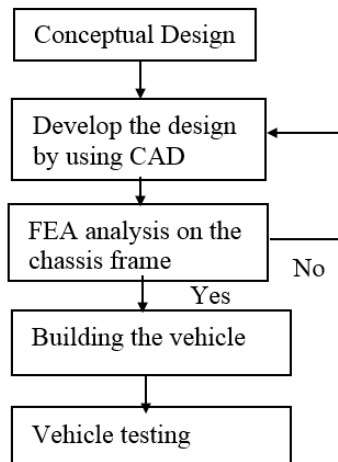 Conceptual Design
Develop the design
by using CAD
FEA analysis on the
chassis frame
No
Yes
Building the vehicle
Vehicle testing